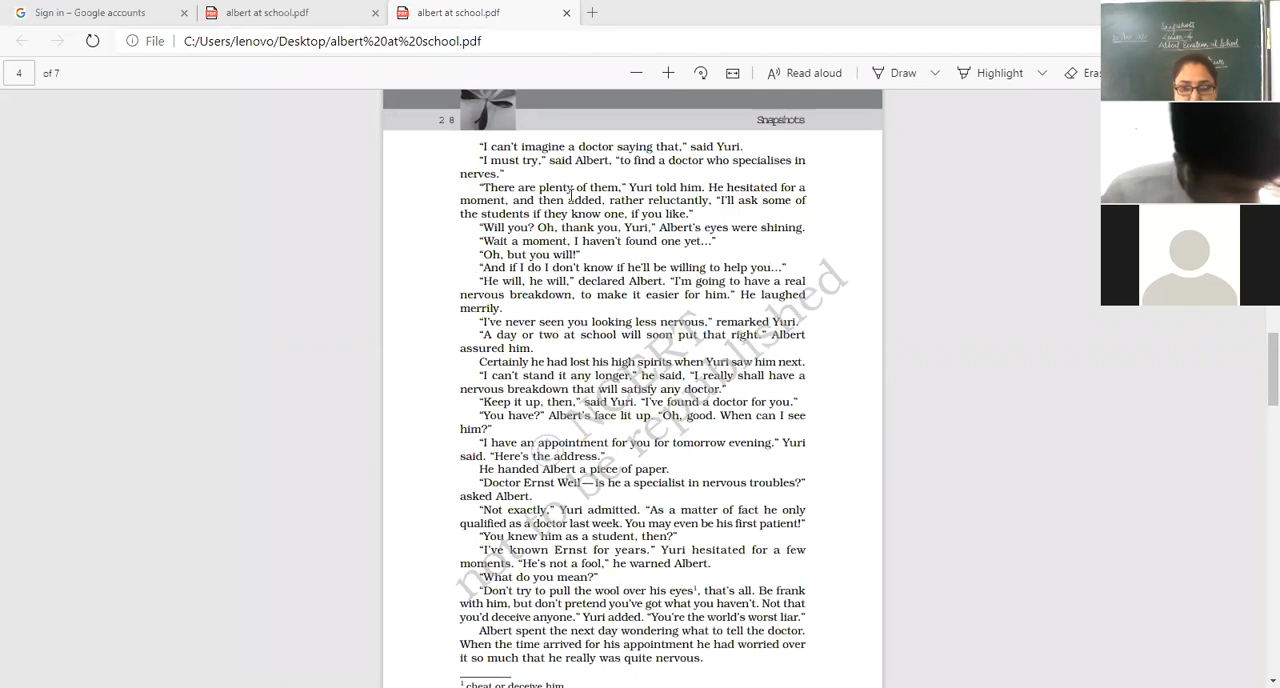 Sign in – Google accounts
albert at school.pdf
albert at school.pdf
File
C:/Users/lenovo/Desktop/albert%20at%20school.pdf
4 of 7
Read aloud
Draw
Highlight
Eras
28
Snapshots
“I can’t imagine a doctor saying that,” said Yuri.
“I must try,” said Albert, “to find a doctor who specialises in
nerves.”
“There are plenty of them,” Yuri told him. He hesitated for a
moment, and then added, rather reluctantly, “I’ll ask some of
the students if they know one, if you like.”
“Will you? Oh, thank you, Yuri,” Albert’s eyes were shining.
“Wait a moment, I haven’t found one yet…”
“Oh, but you will!”
“And if I do I don’t know if he’ll be willing to help you…”
“He will, he will,” declared Albert. “I’m going to have a real
nervous breakdown, to make it easier for him.” He laughed
merrily.
“I’ve never seen you looking less nervous,” remarked Yuri.
“A day or two at school will soon put that right,” Albert
assured him.
Certainly he had lost his high spirits when Yuri saw him next.
“I can’t stand it any longer,” he said, “I really shall have a
nervous breakdown that will satisfy any doctor.”
“Keep it up, then,” said Yuri. “I’ve found a doctor for you.”
“You have?” Albert’s face lit up. “Oh, good. When can I see
him?”
“I have an appointment for you for tomorrow evening.” Yuri
said. “Here’s the address.”
He handed Albert a piece of paper.
“Doctor Ernst Weil—is he a specialist in nervous troubles?”
asked Albert.
“Not exactly,” Yuri admitted. “As a matter of fact he only
qualified as a doctor last week. You may even be his first patient!”
“You knew him as a student, then?”
“I’ve known Ernst for years.” Yuri hesitated for a few
moments. “He’s not a fool,” he warned Albert.
“What do you mean?”
“Don’t try to pull the wool over his eyes¹, that’s all. Be frank
with him, but don’t pretend you’ve got what you haven’t. Not that
you’d deceive anyone.” Yuri added. “You’re the world’s worst liar.”
Albert spent the next day wondering what to tell the doctor.
When the time arrived for his appointment he had worried over
it so much that he really was quite nervous.
¹ cheat or deceive him
© NCERT
not to be republished
Snapshots
Albert Einstein at School